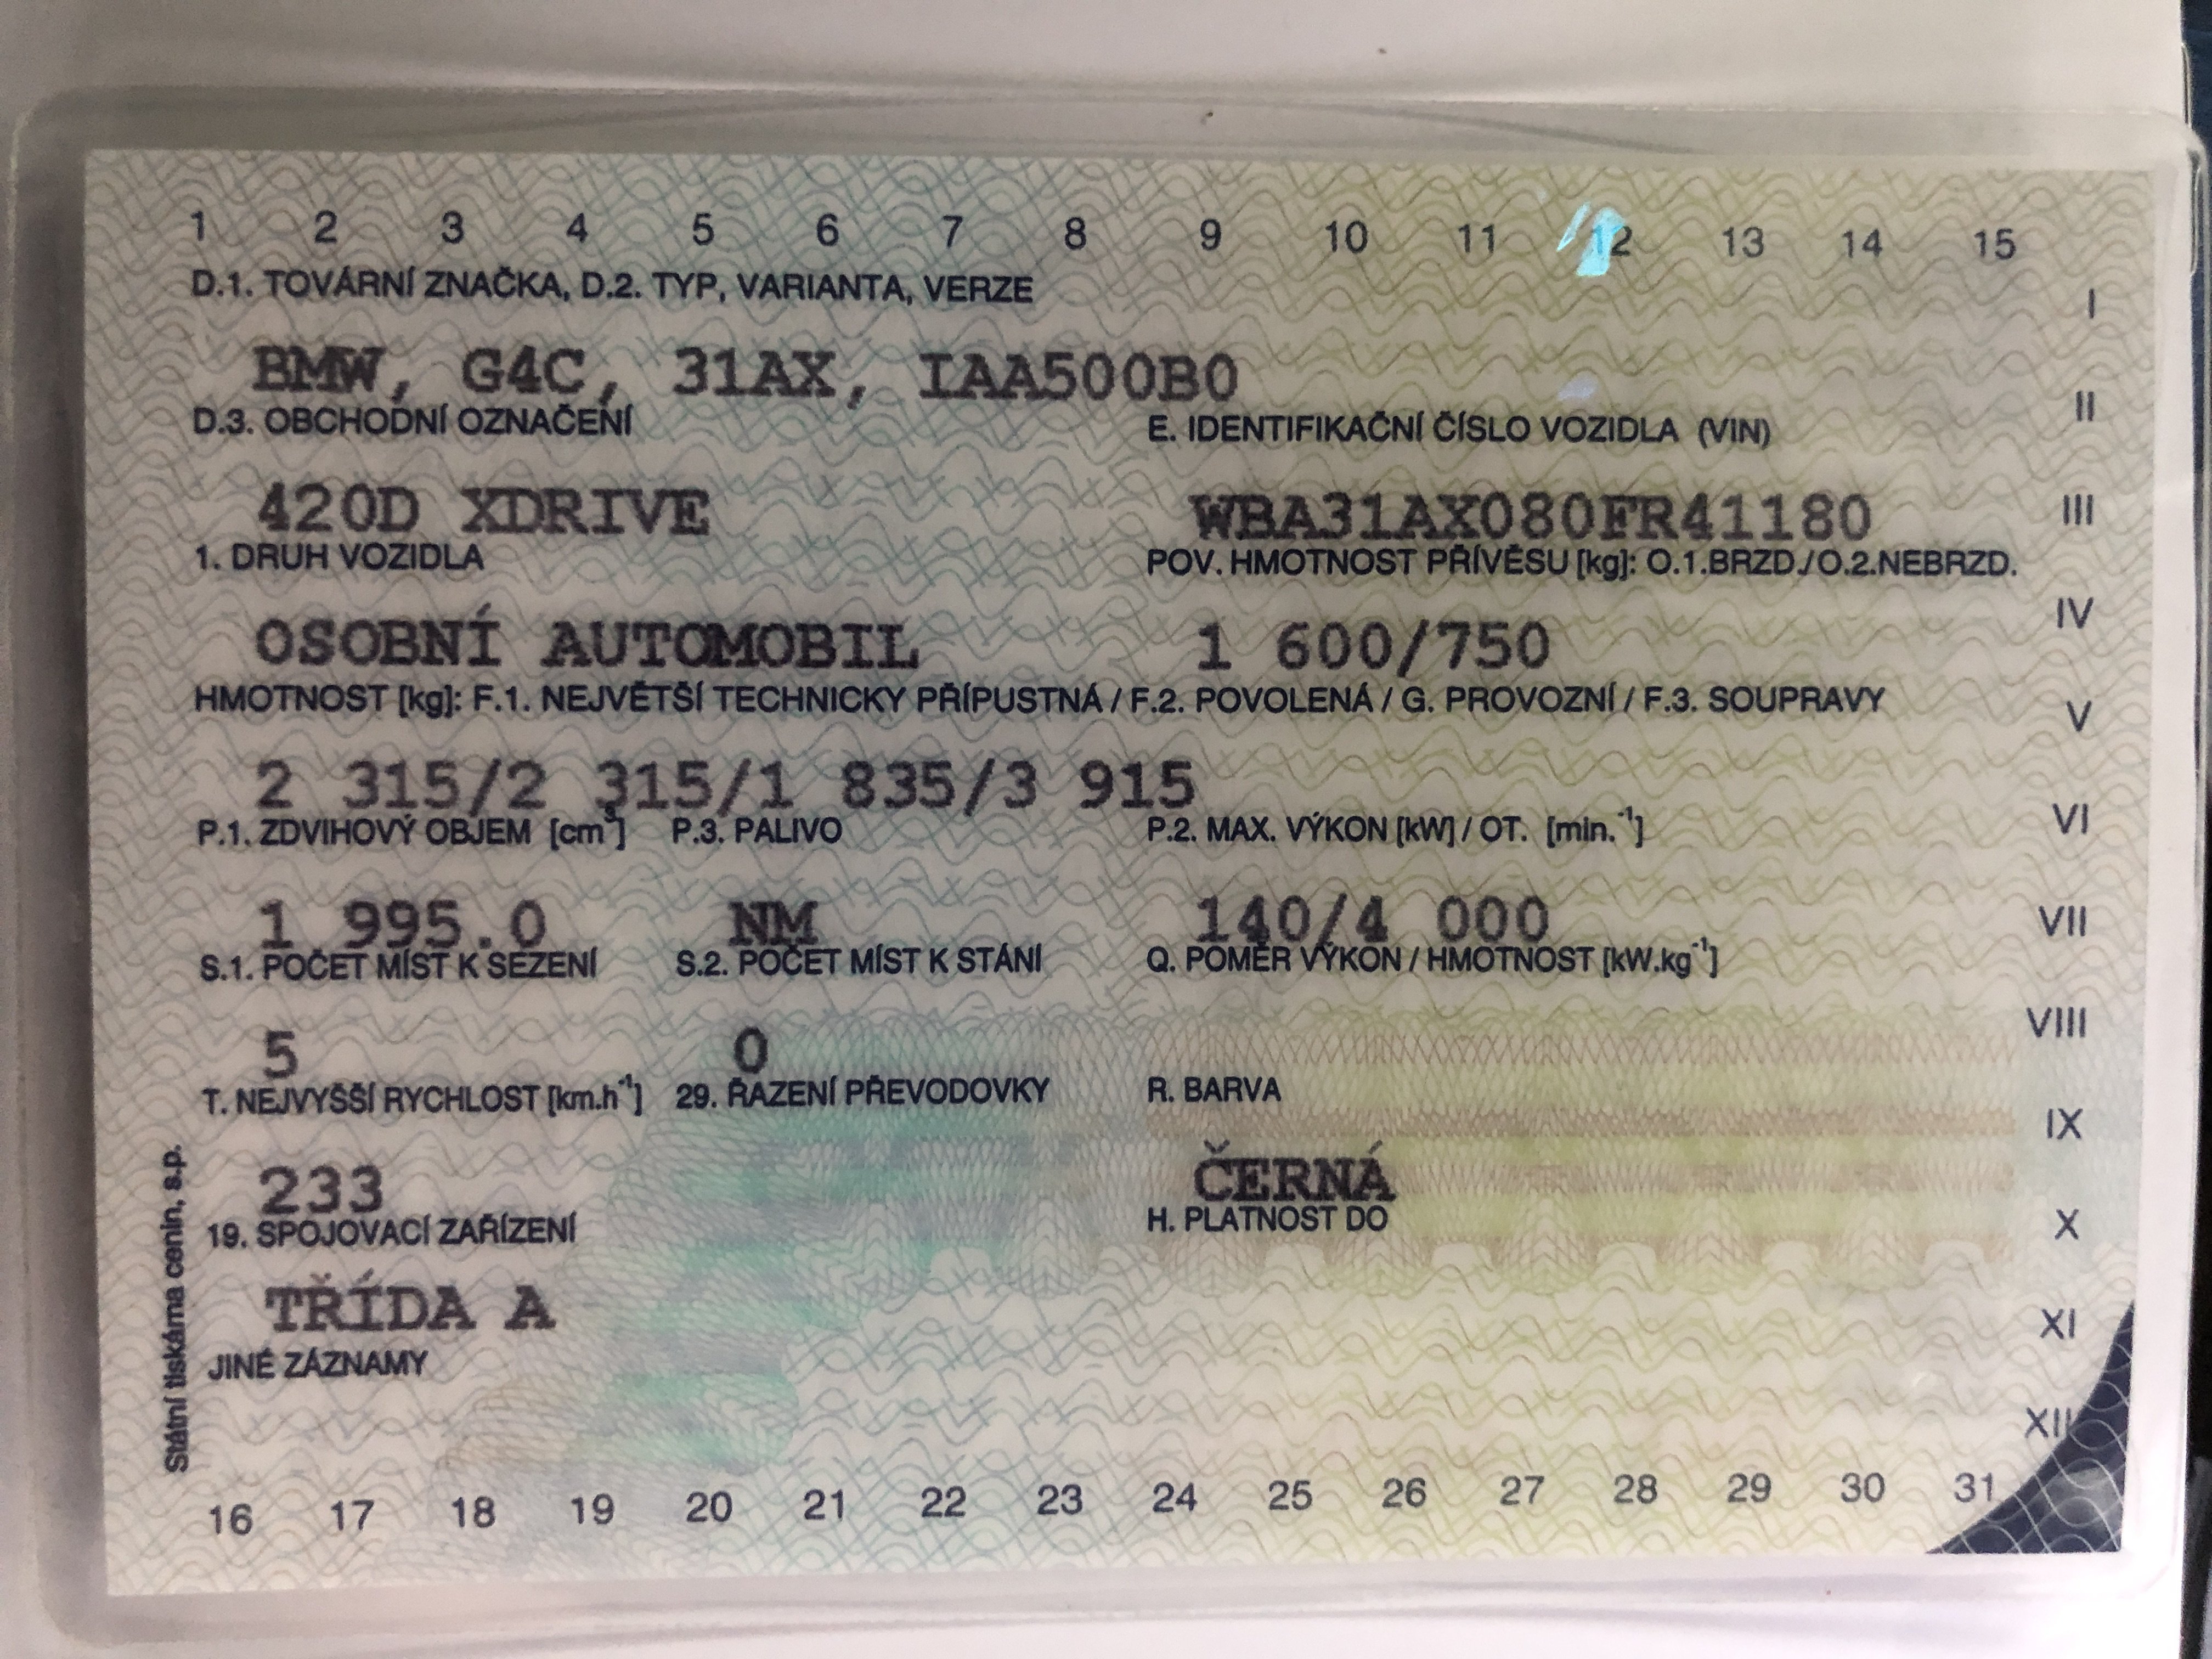 1 2 3 4 5 6 7 8 9 10 11 12 13 14 15
D.1. TOVÁRNÍ ZNAČKA, D.2. TYP, VARIANTA, VERZE
I
BMW, G4C, 31AX, IAA500B0
II
D.3. OBCHODNÍ OZNAČENÍ E. IDENTIFIKAČNÍ ČÍSLO VOZIDLA (VIN)
420D XDRIVE WBA31AX080FR41180
III
1. DRUH VOZIDLA POV. HMOTNOST PŘÍVĚSU [kg]: O.1.BRZD./O.2.NEBRZD.
IV
OSOBNÍ AUTOMOBIL 1 600/750
HMOTNOST [kg]: F.1. NEJVĚTŠÍ TECHNICKY PŘÍPUSTNÁ / F.2. POVOLENÁ / G. PROVOZNÍ / F.3. SOUPRAVY
V
2 315/2 315/1 835/3 915
P.1. ZDVIHOVÝ OBJEM [cm³] P.3. PALIVO P.2. MAX. VÝKON [kW] / OT. [min.⁻¹]
VI
1 995.0 NM 140/4 000
VII
S.1. POČET MÍST K SEZENÍ S.2. POČET MÍST K STÁNÍ Q. POMĚR VÝKON / HMOTNOST [kW.kg⁻¹]
VIII
5 0
T. NEJVYŠŠÍ RYCHLOST [km.h⁻¹] 29. ŘAZENÍ PŘEVODOVKY R. BARVA
IX
233 ČERNÁ
19. SPOJOVACÍ ZAŘÍZENÍ H. PLATNOST DO
X
TŘÍDA A
XI
JINÉ ZÁZNAMY
XII
Státní tiskárna cenin, s.p.
16 17 18 19 20 21 22 23 24 25 26 27 28 29 30 31